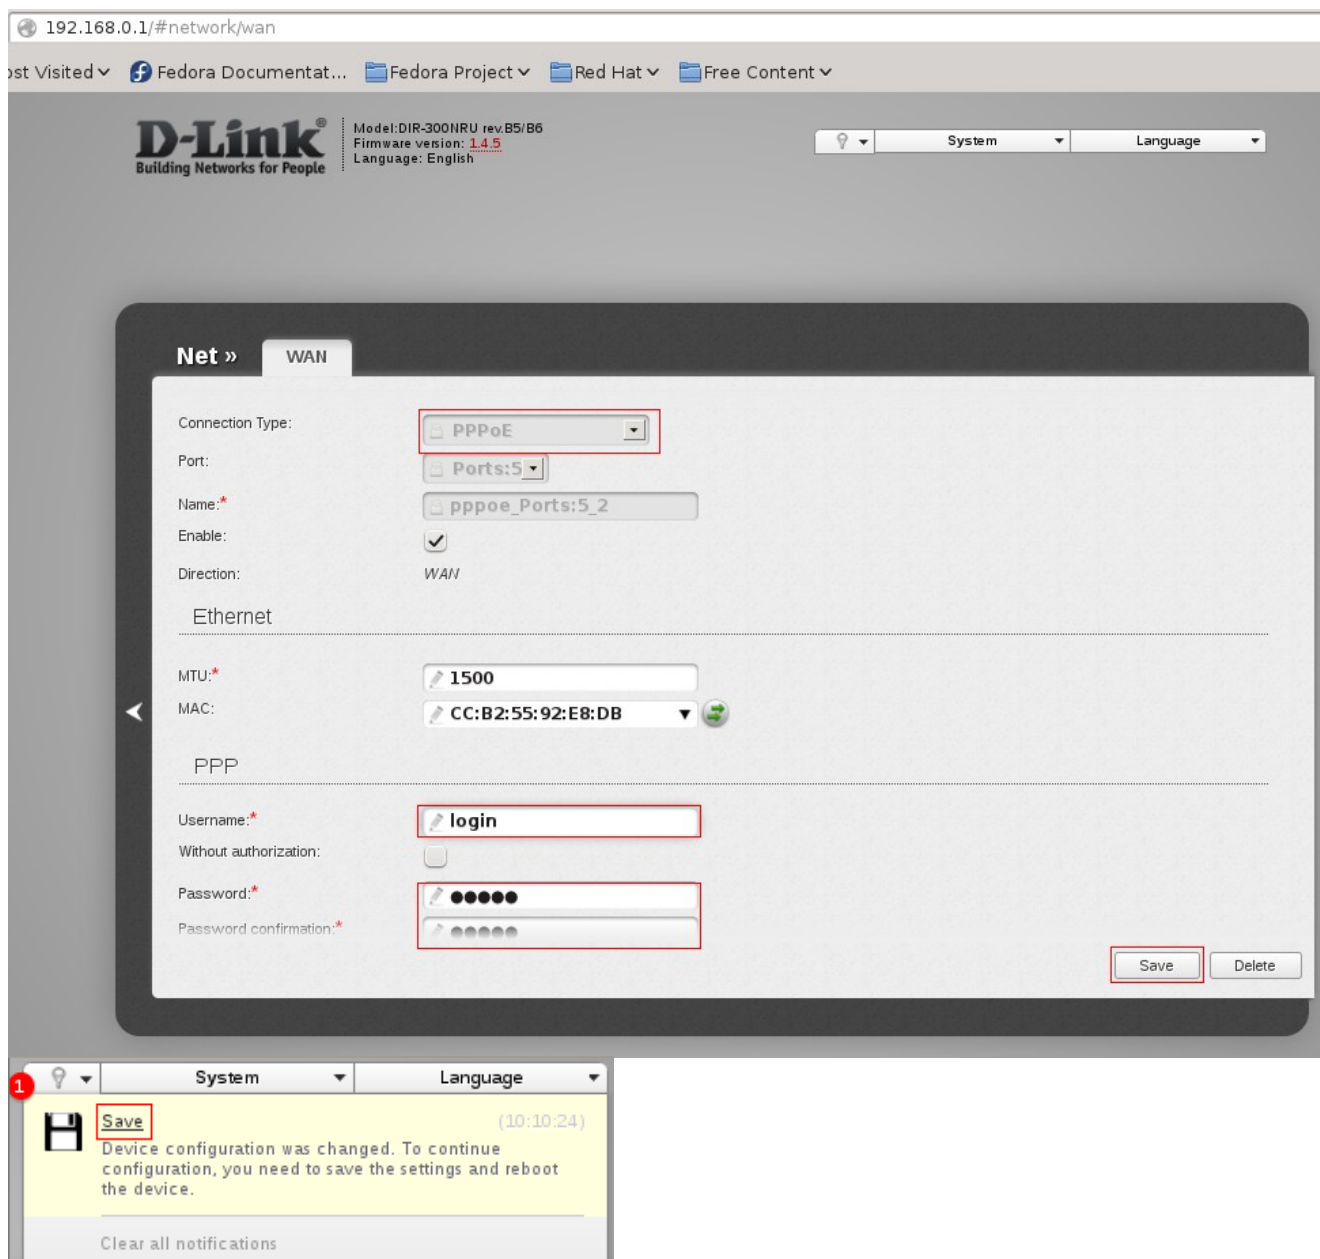 192.168.0.1/#network/wan
ost Visited
Fedora Documentat...
Fedora Project
Red Hat
Free Content
D-Link®
Building Networks for People
Model:DIR-300NRU rev.B5/B6
Firmware version: 1.4.5
Language: English
System
Language
Net »
WAN
Connection Type:
PPPoE
Port:
Ports:5
Name:*
pppoe_Ports:5_2
Enable:
Direction:
WAN
Ethernet
MTU:*
1500
MAC:
CC:B2:55:92:E8:DB
PPP
Username:*
login
Without authorization:
Password:*
●●●●●
Password confirmation:*
●●●●●
Save
Delete
1
System
Language
Save
(10:10:24)
Device configuration was changed. To continue
configuration, you need to save the settings and reboot
the device.
Clear all notifications